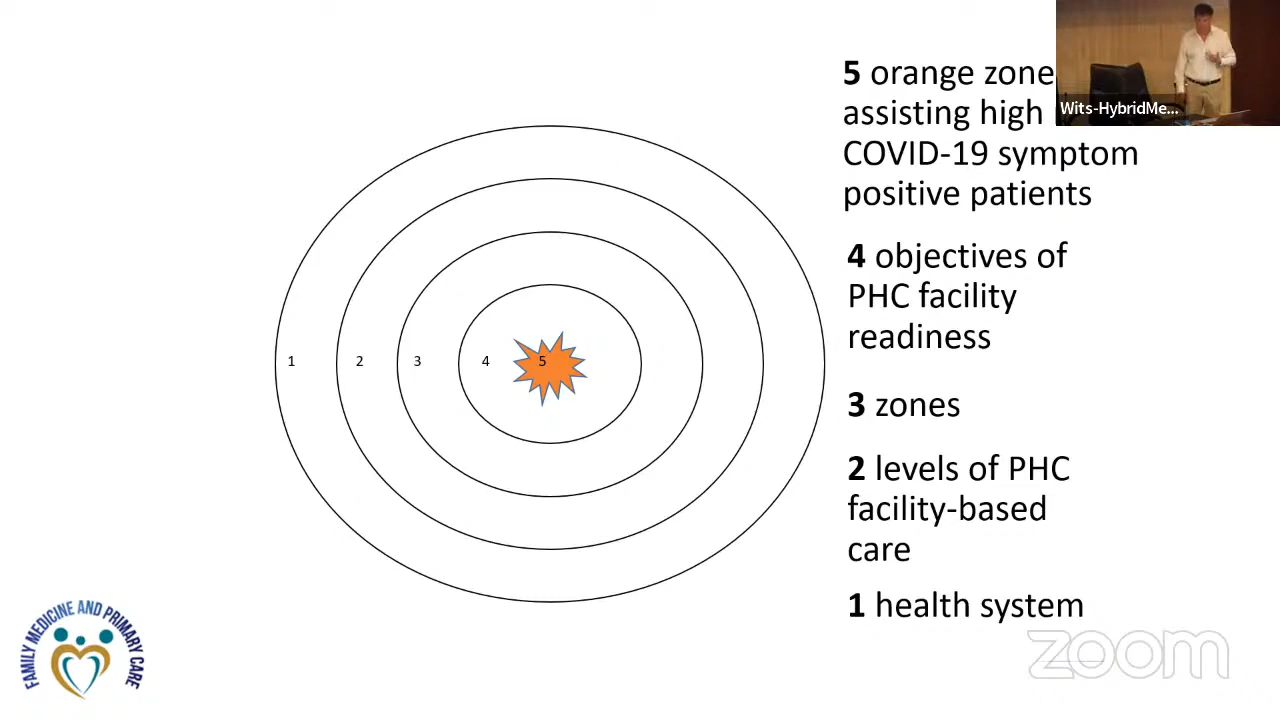 5 orange zone
assisting high
COVID-19 symptom
positive patients
4 objectives of
PHC facility
readiness
3 zones
2 levels of PHC
facility-based
care
1 health system
1 2 3 4 5
Wits-HybridMe...
FAMILY MEDICINE AND PRIMARY CARE
zoom